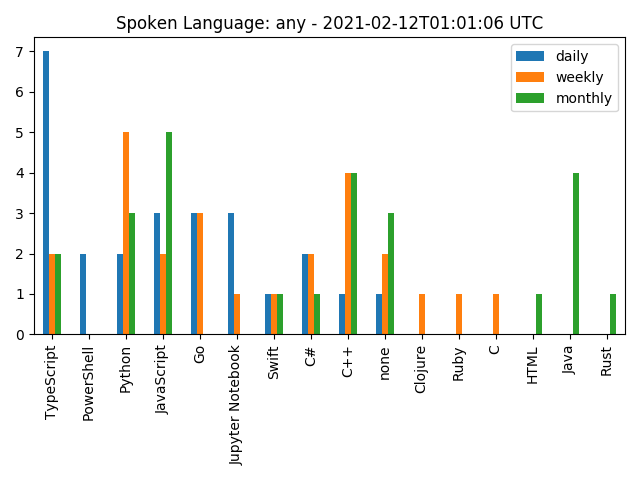 Spoken Language: any - 2021-02-12T01:01:06 UTC
daily
weekly
monthly
7
6
5
4
3
2
1
0
TypeScript
PowerShell
Python
JavaScript
Go
Jupyter Notebook
Swift
C#
C++
none
Clojure
Ruby
C
HTML
Java
Rust